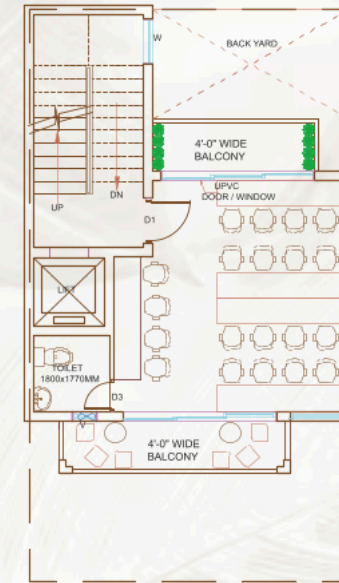 W
BACK YARD
4'-0" WIDE
BALCONY
UPVC
DOOR / WINDOW
UP
DN
D1
LIFT
TOILET
1800x1770MM
D3
V
4'-0" WIDE
BALCONY